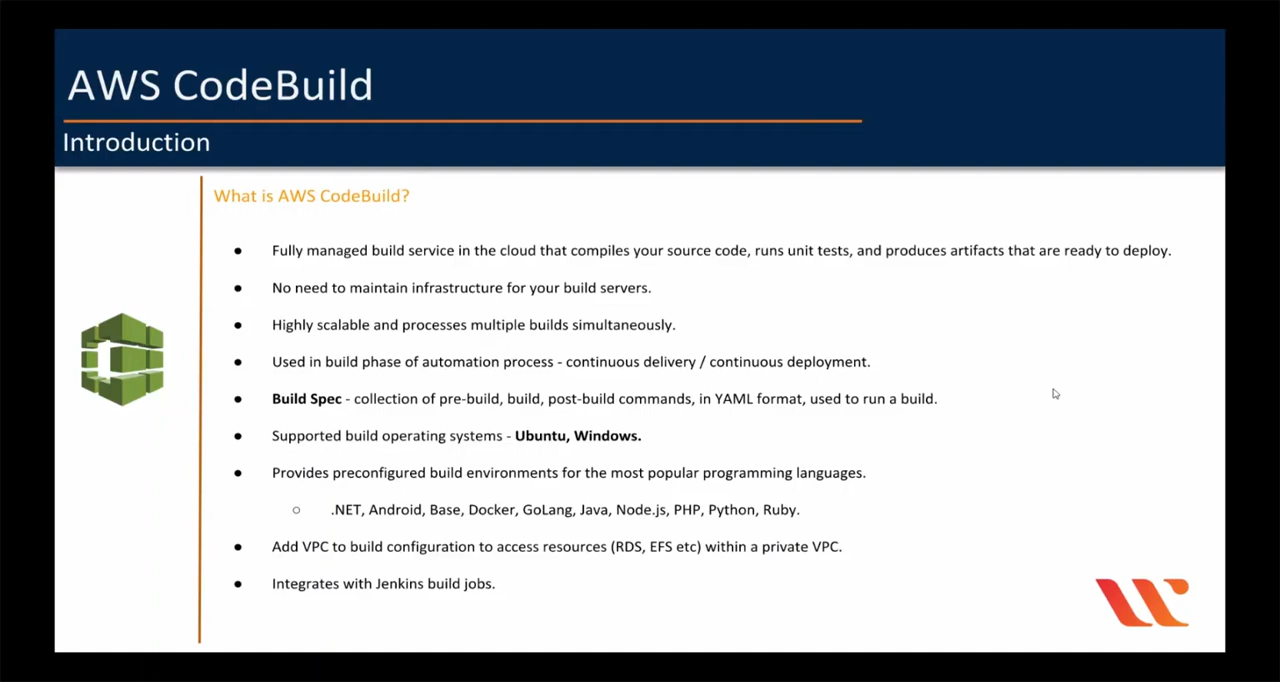 AWS CodeBuild
Introduction
What is AWS CodeBuild?
● Fully managed build service in the cloud that compiles your source code, runs unit tests, and produces artifacts that are ready to deploy.
● No need to maintain infrastructure for your build servers.
● Highly scalable and processes multiple builds simultaneously.
● Used in build phase of automation process - continuous delivery / continuous deployment.
● Build Spec - collection of pre-build, build, post-build commands, in YAML format, used to run a build.
● Supported build operating systems - Ubuntu, Windows.
● Provides preconfigured build environments for the most popular programming languages.
○ .NET, Android, Base, Docker, GoLang, Java, Node.js, PHP, Python, Ruby.
● Add VPC to build configuration to access resources (RDS, EFS etc) within a private VPC.
● Integrates with Jenkins build jobs.